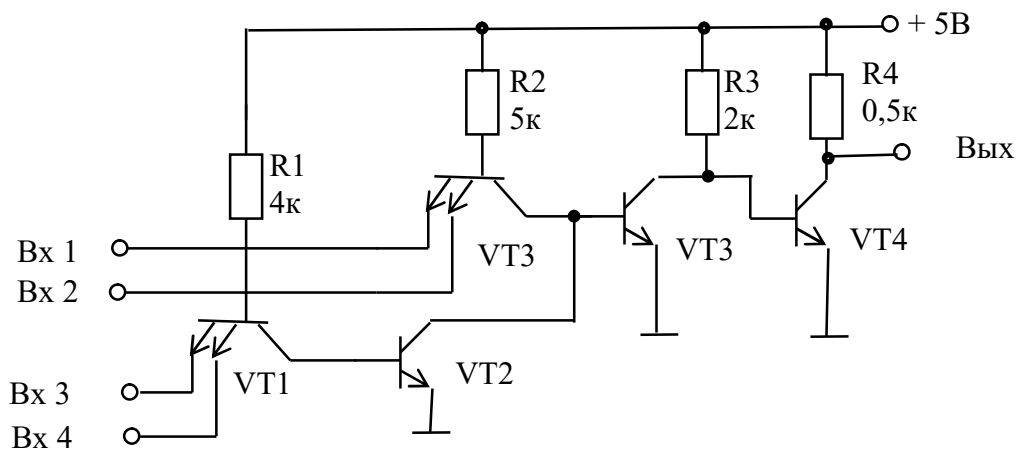 + 5В
R2
5к
R3
2к
R4
0,5к
Вых
R1
4к
Вх 1
VT3
VT3
VT4
Вх 2
VT1
VT2
Вх 3
Вх 4